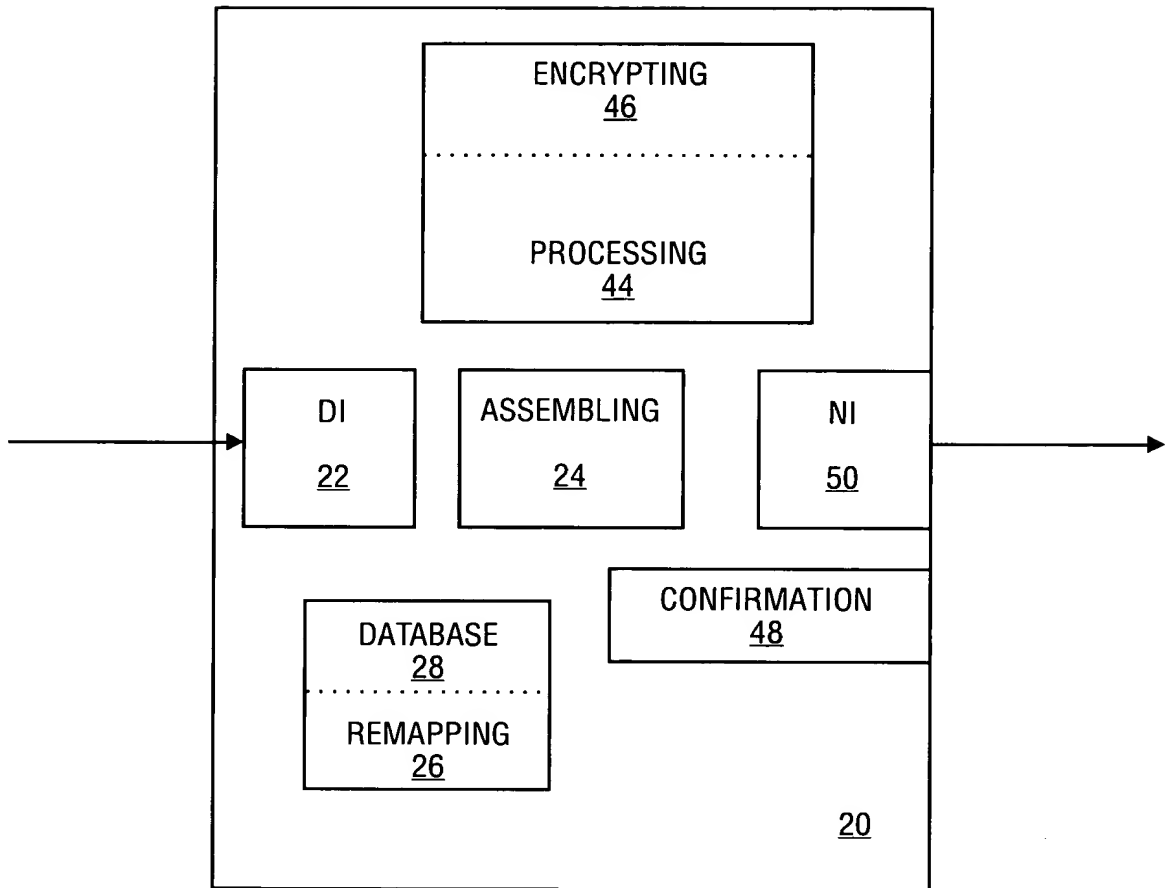 ENCRYPTING
46
PROCESSING
44
DI
22
ASSEMBLING
24
NI
50
CONFIRMATION
48
DATABASE
28
REMAPPING
26
20